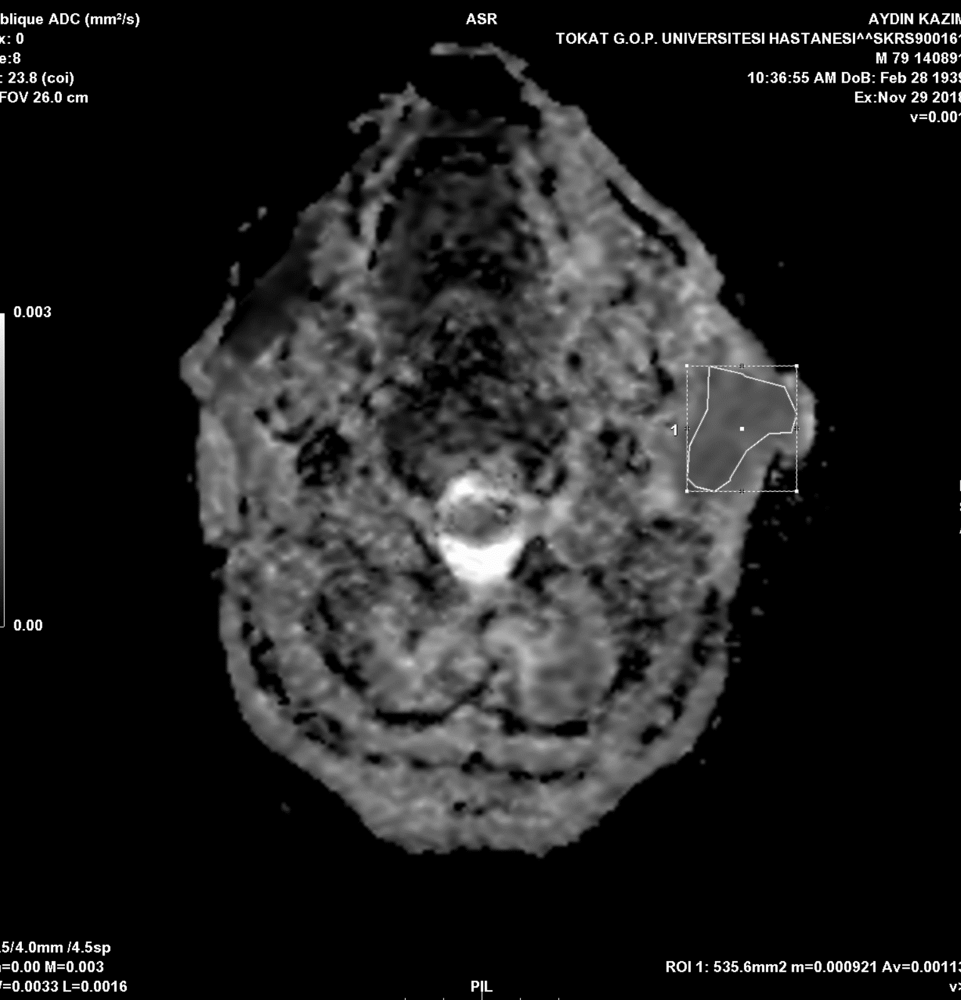 blique ADC (mm²/s)
x: 0
e:8
: 23.8 (coi)
FOV 26.0 cm
ASR
AYDIN KAZIM
TOKAT G.O.P. UNIVERSITESI HASTANESI^^SKRS900161
M 79 140891
10:36:55 AM DoB: Feb 28 1939
Ex:Nov 29 2018
v=0.001
0.003
0.00
1
.5/4.0mm /4.5sp
=0.00 M=0.003
=0.0033 L=0.0016
PIL
ROI 1: 535.6mm2 m=0.000921 Av=0.00113